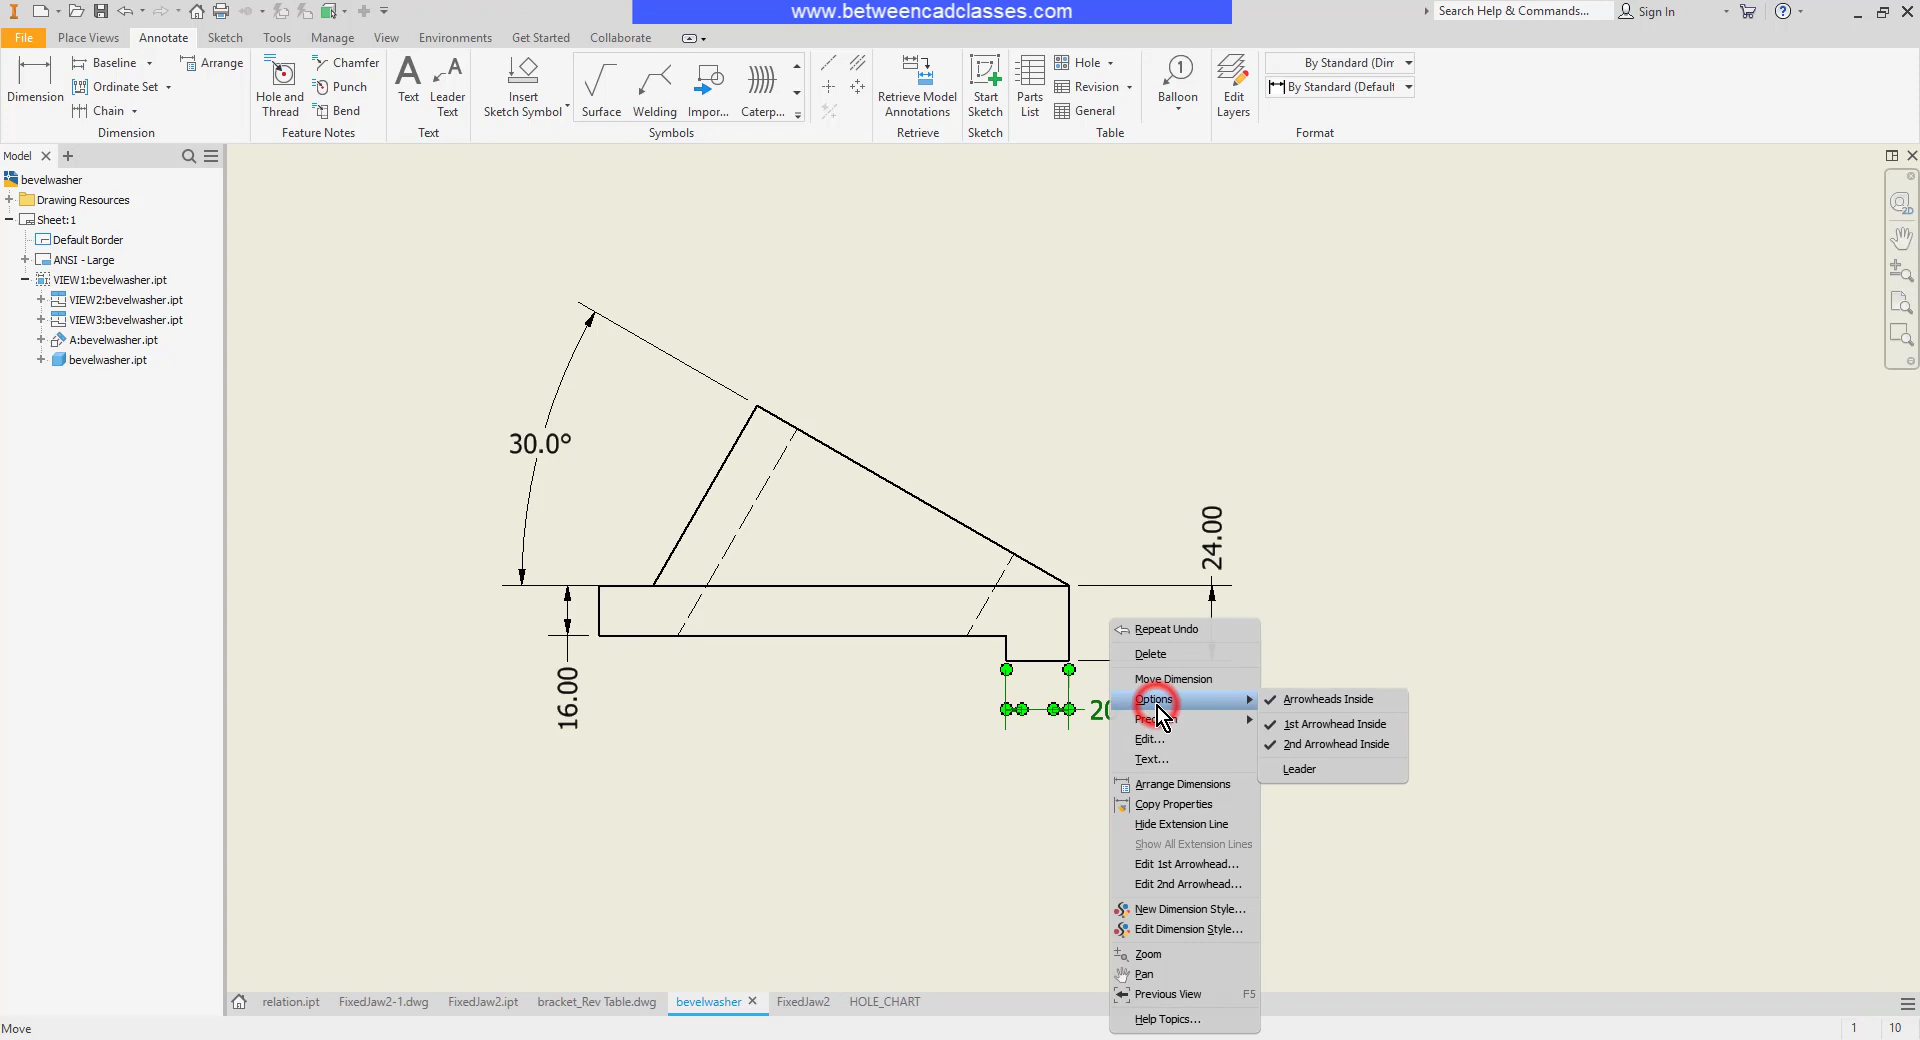 www.betweencadclasses.com
Search Help & Commands...
Sign In
File
Place Views
Annotate
Sketch
Tools
Manage
View
Environments
Get Started
Collaborate
Dimension
Baseline
Ordinate Set
Chain
Arrange
Dimension
Hole and
Thread
Chamfer
Punch
Bend
Feature Notes
Text
Leader
Text
Text
Insert
Sketch Symbol
Surface
Welding
Impor...
Caterp...
Symbols
Retrieve Model
Annotations
Retrieve
Start
Sketch
Sketch
Parts
List
Hole
Revision
General
Table
Balloon
Edit
Layers
By Standard (Dir
By Standard (Default
Format
Model
bevelwasher
Drawing Resources
Sheet:1
Default Border
ANSI - Large
VIEW1:bevelwasher.ipt
VIEW2:bevelwasher.ipt
VIEW3:bevelwasher.ipt
A:bevelwasher.ipt
bevelwasher.ipt
30.0°
16.00
24.00
Repeat Undo
Delete
Move Dimension
Options
Edit...
Text...
Arrange Dimensions
Copy Properties
Hide Extension Line
Show All Extension Lines
Edit 1st Arrowhead...
Edit 2nd Arrowhead...
New Dimension Style...
Edit Dimension Style...
Zoom
Pan
Previous View F5
Help Topics...
Arrowheads Inside
1st Arrowhead Inside
2nd Arrowhead Inside
Leader
relation.ipt
FixedJaw2-1.dwg
FixedJaw2.ipt
bracket_Rev Table.dwg
bevelwasher
FixedJaw2
HOLE_CHART
Move
1
10